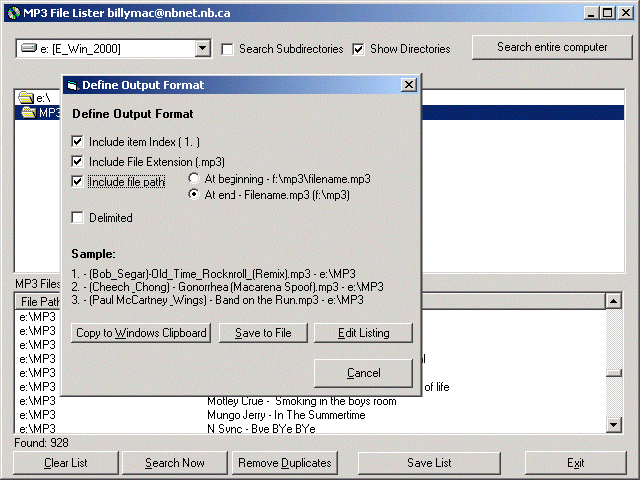 MP3 File Lister billymac@nbnet.nb.ca
e: [E_Win_2000]
Search Subdirectories
Show Directories
Search entire computer
e:\
MP3
Define Output Format
Define Output Format
Include item Index ( 1. )
Include File Extension (.mp3)
Include file path
At beginning - f:\mp3\filename.mp3
At end - Filename.mp3 (f:\mp3)
Delimited
Sample:
1. - (Bob_Segar)-Old_Time_Rocknroll_(Remix).mp3 - e:\MP3
2. - (Cheech _Chong) - Gonorrhea (Macarena Spoof).mp3 - e:\MP3
3. - (Paul McCartney _Wings) - Band on the Run.mp3 - e:\MP3
Copy to Windows Clipboard
Save to File
Edit Listing
Cancel
MP3 Files
File Path
e:\MP3
e:\MP3
e:\MP3
e:\MP3
e:\MP3
e:\MP3 of life
e:\MP3 Motley Crue - Smoking in the boys room
e:\MP3 Mungo Jerry - In The Summertime
e:\MP3 N Sync - Bye BYe BYe
Found: 928
Clear List
Search Now
Remove Duplicates
Save List
Exit